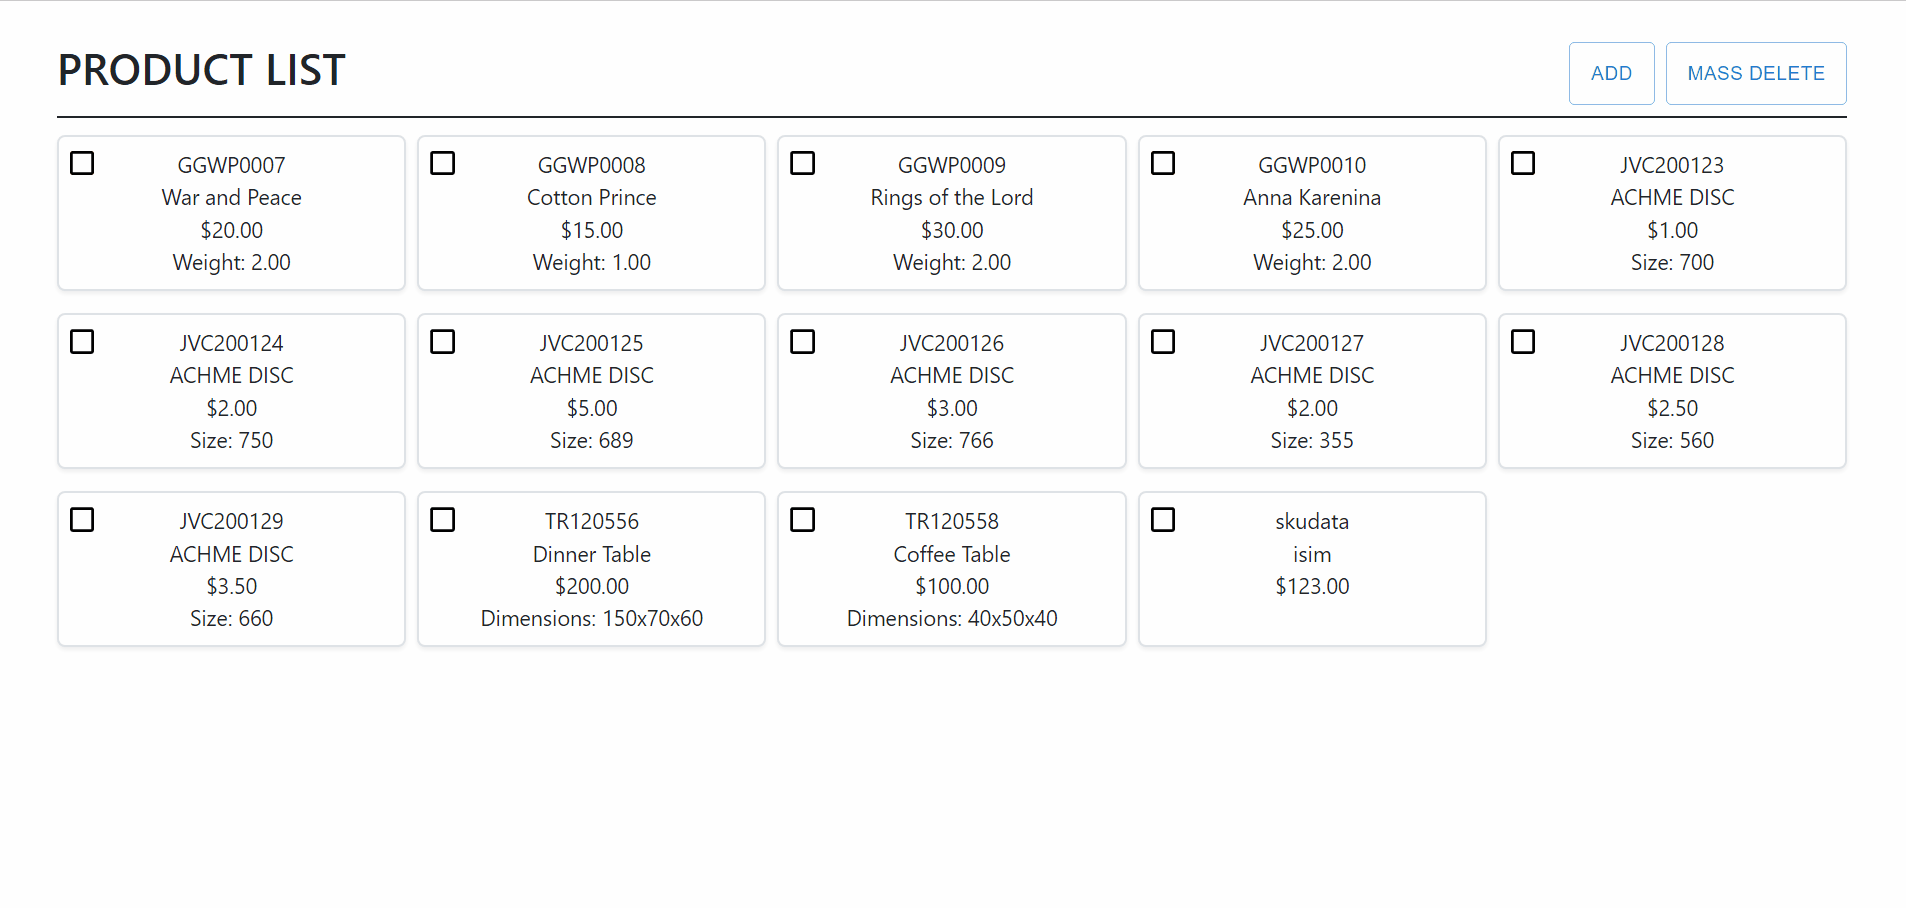 PRODUCT LIST
ADD
MASS DELETE
GGWP0007
War and Peace
$20.00
Weight: 2.00
GGWP0008
Cotton Prince
$15.00
Weight: 1.00
GGWP0009
Rings of the Lord
$30.00
Weight: 2.00
GGWP0010
Anna Karenina
$25.00
Weight: 2.00
JVC200123
ACHME DISC
$1.00
Size: 700
JVC200124
ACHME DISC
$2.00
Size: 750
JVC200125
ACHME DISC
$5.00
Size: 689
JVC200126
ACHME DISC
$3.00
Size: 766
JVC200127
ACHME DISC
$2.00
Size: 355
JVC200128
ACHME DISC
$2.50
Size: 560
JVC200129
ACHME DISC
$3.50
Size: 660
TR120556
Dinner Table
$200.00
Dimensions: 150x70x60
TR120558
Coffee Table
$100.00
Dimensions: 40x50x40
skudata
isim
$123.00